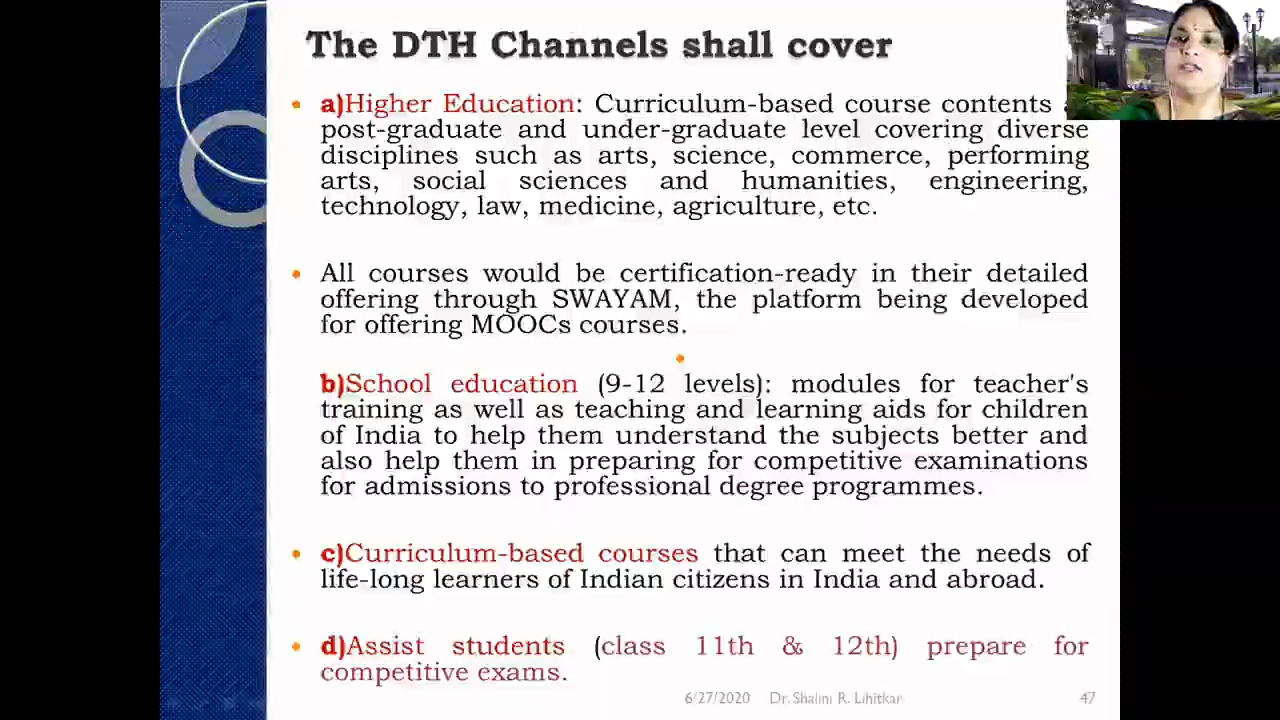 The DTH Channels shall cover
a)Higher Education: Curriculum-based course contents
post-graduate and under-graduate level covering diverse
disciplines such as arts, science, commerce, performing
arts, social sciences and humanities, engineering,
technology, law, medicine, agriculture, etc.
All courses would be certification-ready in their detailed
offering through SWAYAM, the platform being developed
for offering MOOCs courses.
b)School education (9-12 levels): modules for teacher's
training as well as teaching and learning aids for children
of India to help them understand the subjects better and
also help them in preparing for competitive examinations
for admissions to professional degree programmes.
c)Curriculum-based courses that can meet the needs of
life-long learners of Indian citizens in India and abroad.
d)Assist students (class 11th & 12th) prepare for
competitive exams.
6/27/2020 Dr. Shalini R. Lihitkar 47